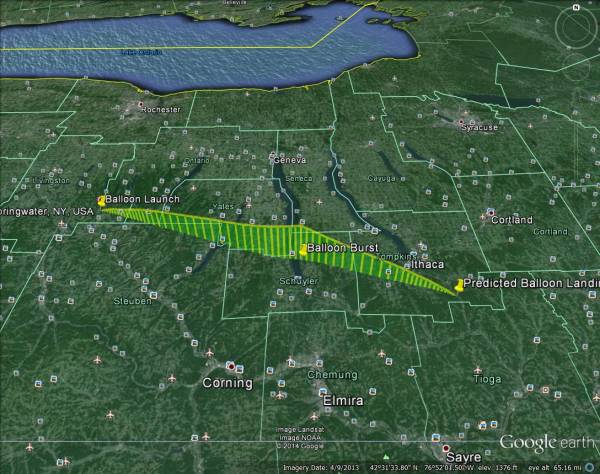 Belleville
N
Lake Ontario
Rochester
Syracuse
Ontario
Geneva
Livingston
Seneca
Cayuga
Balloon Launch
Yates
pringwater, NY, USA
Cortland
Cortland,
Balloon Burst
Tompkins
Ithaca
Schuyler
Predicted Balloon Landin
Steuben
Chemung
Corning
Tioga
Elmira
Image Landsat
Image NOAA
© 2014 Google
Google earth
Sayre
Imagery Date: 4/9/2013 42°31'33.80" N 76°52'01.50" W elev 1376 ft eye alt 65.16 mi